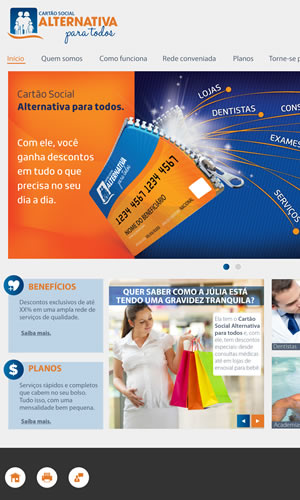 CARTÃO SOCIAL
ALTERNATIVA
para todos
Início
Quem somos
Como funciona
Rede conveniada
Planos
Torne-se p
Cartão Social
Alternativa para todos.
Com ele, você
ganha descontos
em tudo o que
precisa no seu
dia a dia.
LOJAS
DENTISTAS
CONS
EXAM
SERVIÇOS
ALTERNATIVA
para todos
1234 4567 1234 4567
NOME DO BENEFICIÁRIO
NACIONAL
BENEFÍCIOS
Descontos exclusivos de até
XX% em uma ampla rede de
serviços de qualidade.
Saiba mais.
PLANOS
Serviços rápidos e completos
que cabem no seu bolso.
Tudo isso, com uma
mensalidade bem pequena.
Saiba mais.
QUER SABER COMO A JÚLIA ESTÁ
TENDO UMA GRAVIDEZ TRANQUILA?
Ela tem o Cartão
Social Alternativa
para todos e, com
ele, tem descontos
especiais desde
consultas médicas
até em lojas de
enxoval para bebê
Dentistas
Academia